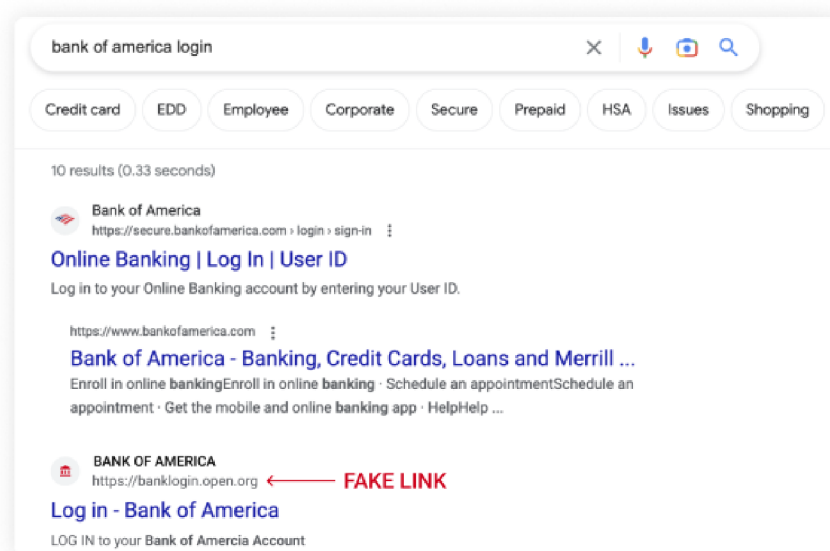 bank of america login
Credit card EDD Employee Corporate Secure Prepaid HSA Issues Shopping
10 results (0.33 seconds)
Bank of America
https://secure.bankofamerica.com › login › sign-in
Online Banking | Log In | User ID
Log in to your Online Banking account by entering your User ID.
https://www.bankofamerica.com
Bank of America - Banking, Credit Cards, Loans and Merrill ...
Enroll in online bankingEnroll in online banking · Schedule an appointmentSchedule an
appointment · Get the mobile and online banking app · HelpHelp ...
BANK OF AMERICA
https://banklogin.open.org FAKE LINK
Log in - Bank of America
LOG IN to your Bank of Amercia Account